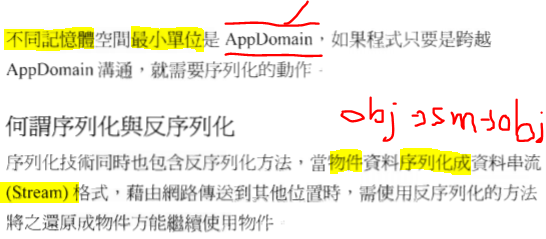 不同記憶體空間最小單位是 AppDomain，如果程式只要是跨越
AppDomain 溝通，就需要序列化的動作。
obj→sm→obj
何謂序列化與反序列化
序列化技術同時也包含反序列化方法，當物件資料序列化成資料串流
(Stream) 格式，藉由網路傳送到其他位置時，需使用反序列化的方法
將之還原成物件方能繼續使用物件。